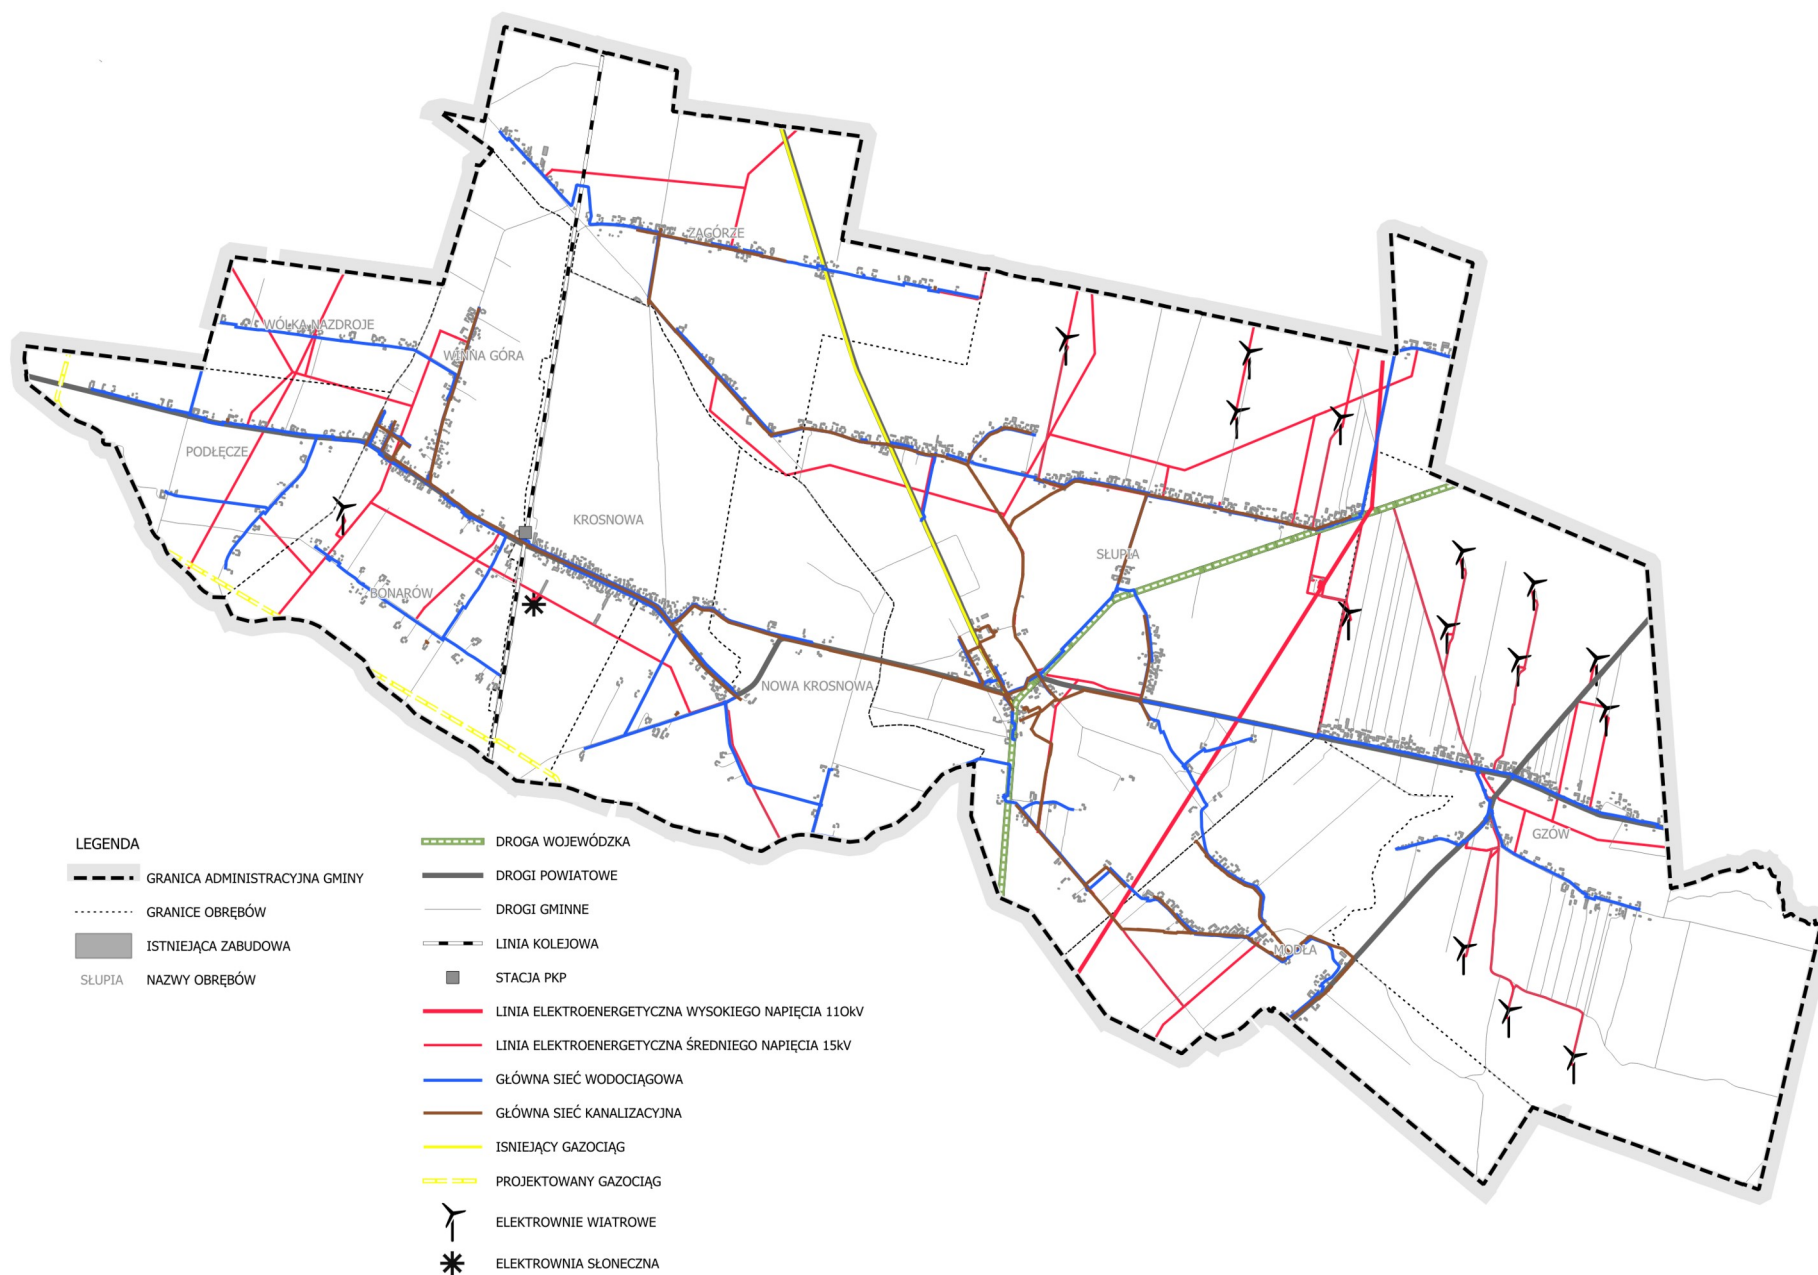 ZAGÓRZE
WÓLKA NAZDROJE
WINNA GÓRA
PODŁĘCZE
KROSNOWA
SŁUPIA
BONARÓW
NOWA KROSNOWA
GZÓW
MODŁA
LEGENDA
GRANICA ADMINISTRACYJNA GMINY
GRANICE OBRĘBÓW
ISTNIEJĄCA ZABUDOWA
SŁUPIA NAZWY OBRĘBÓW
DROGA WOJEWÓDZKA
DROGI POWIATOWE
DROGI GMINNE
LINIA KOLEJOWA
STACJA PKP
LINIA ELEKTROENERGETYCZNA WYSOKIEGO NAPIĘCIA 11OkV
LINIA ELEKTROENERGETYCZNA ŚREDNIEGO NAPIĘCIA 15kV
GŁÓWNA SIEĆ WODOCIĄGOWA
GŁÓWNA SIEĆ KANALIZACYJNA
ISNIEJĄCY GAZOCIĄG
PROJEKTOWANY GAZOCIĄG
ELEKTROWNIE WIATROWE
ELEKTROWNIA SŁONECZNA